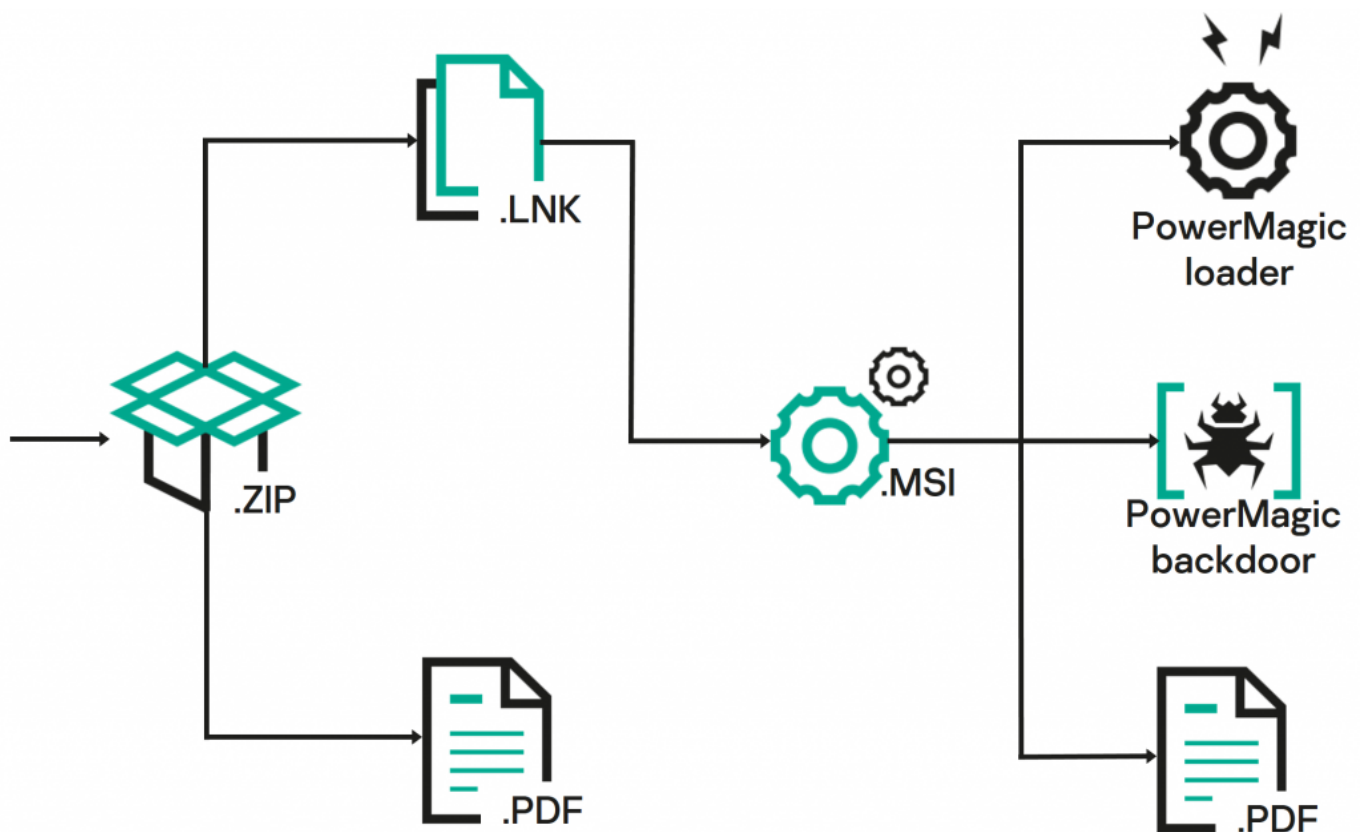 .LNK
PowerMagic
loader
.ZIP
.MSI
PowerMagic
backdoor
.PDF
.PDF